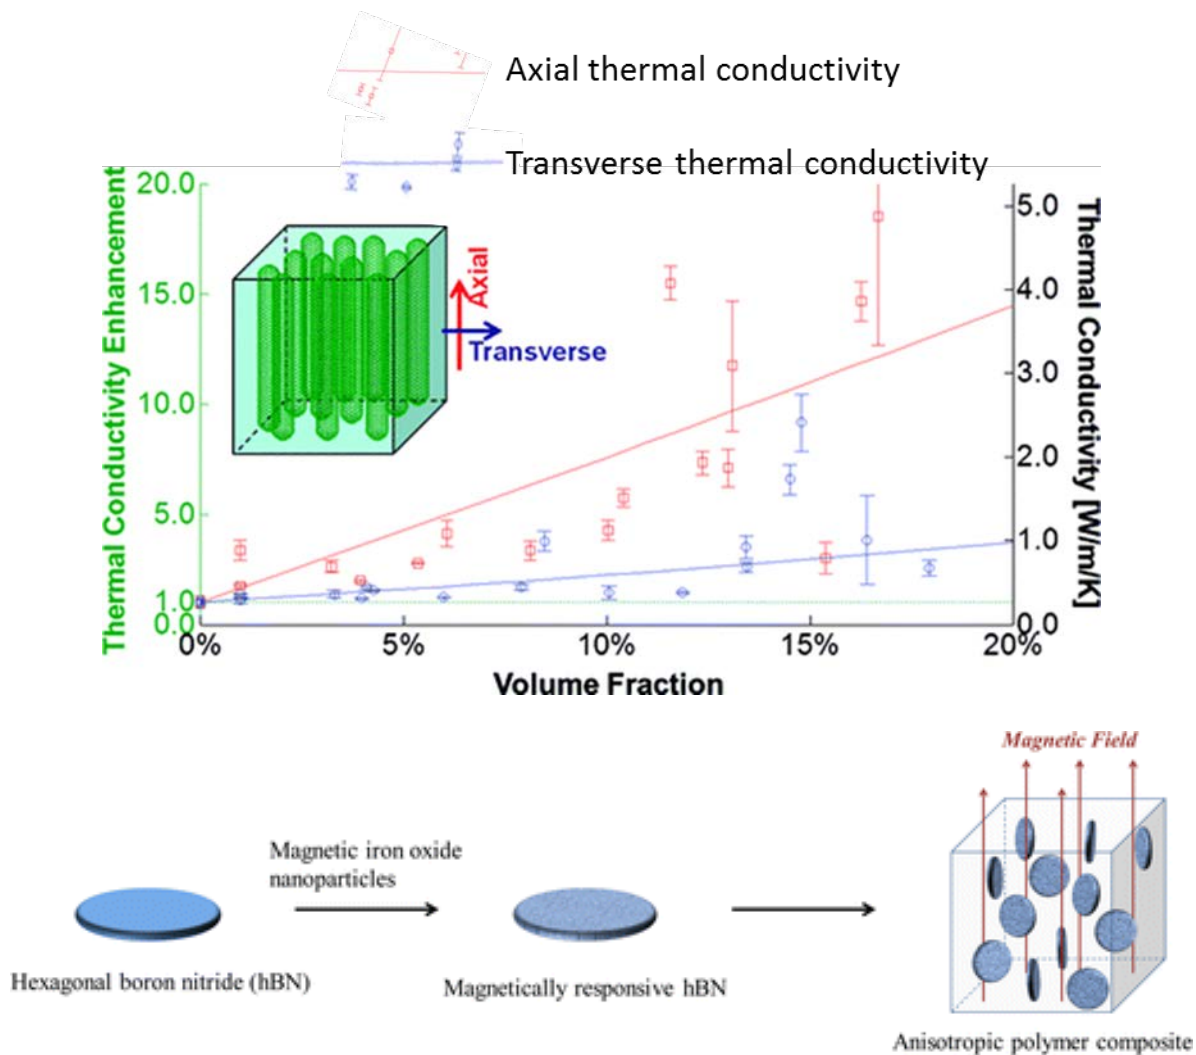 Axial thermal conductivity
Transverse thermal conductivity
Thermal Conductivity Enhancement
20.0
15.0
10.0
5.0
1.0
0.0
Axial
Transverse
5.0
4.0
3.0
2.0
1.0
0.0
Thermal Conductivity [W/m/K]
0%
5%
10%
15%
20%
Volume Fraction
Magnetic Field
Magnetic iron oxide
nanoparticles
Hexagonal boron nitride (hBN)
Magnetically responsive hBN
Anisotropic polymer composite